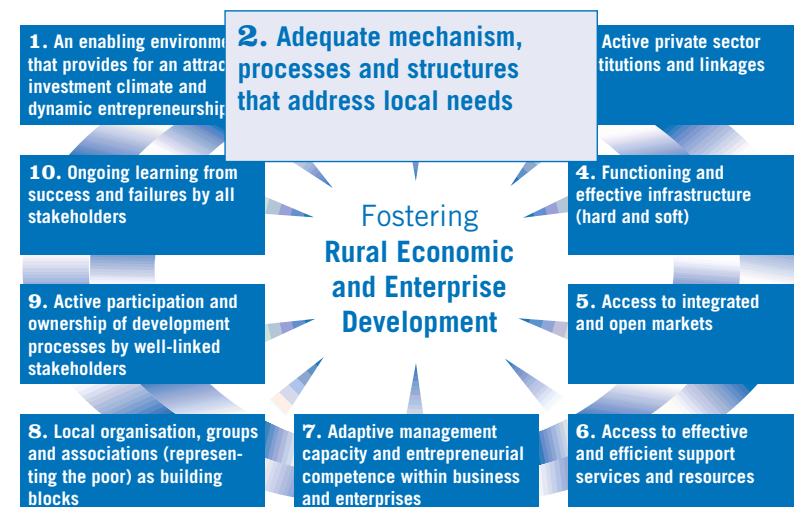 1. An enabling environme
that provides for an attrac
investment climate and
dynamic entrepreneurship
2. Adequate mechanism,
processes and structures
that address local needs
Active private sector
titutions and linkages
10. Ongoing learning from
success and failures by all
stakeholders
Fostering
Rural Economic
and Enterprise
Development
4. Functioning and
effective infrastructure
(hard and soft)
9. Active participation and
ownership of development
processes by well-linked
stakeholders
5. Access to integrated
and open markets
8. Local organisation, groups
and associations (represen-
ting the poor) as building
blocks
7. Adaptive management
capacity and entrepreneurial
competence within business
and enterprises
6. Access to effective
and efficient support
services and resources